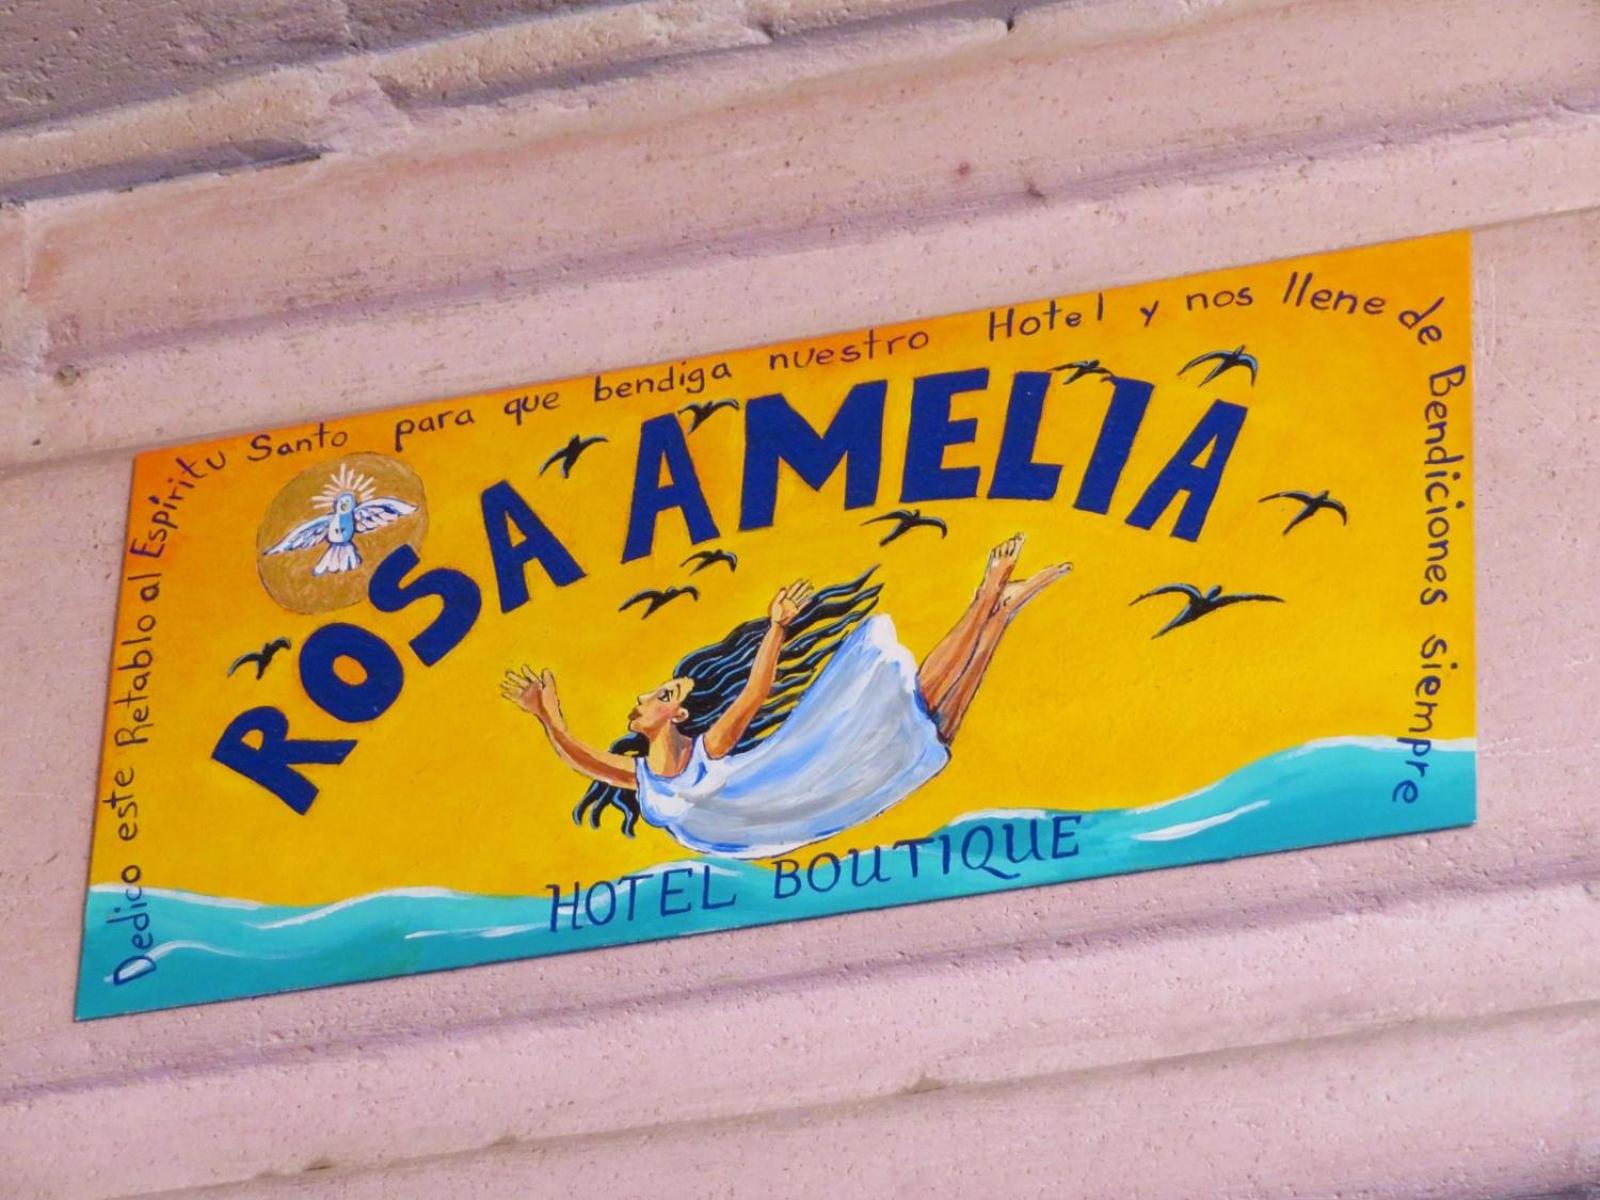 Dedico este Retablo al Espíritu Santo para que bendiga nuestro Hotel y nos llene de Bendiciones siempre
ROSA AMELIA
HOTEL BOUTIQUE